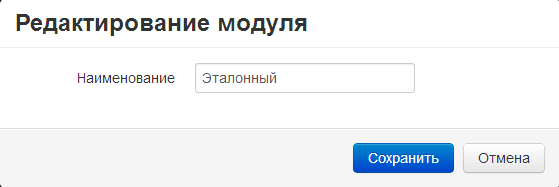 Редактирование модуля
Наименование Эталонный
Сохранить Отмена